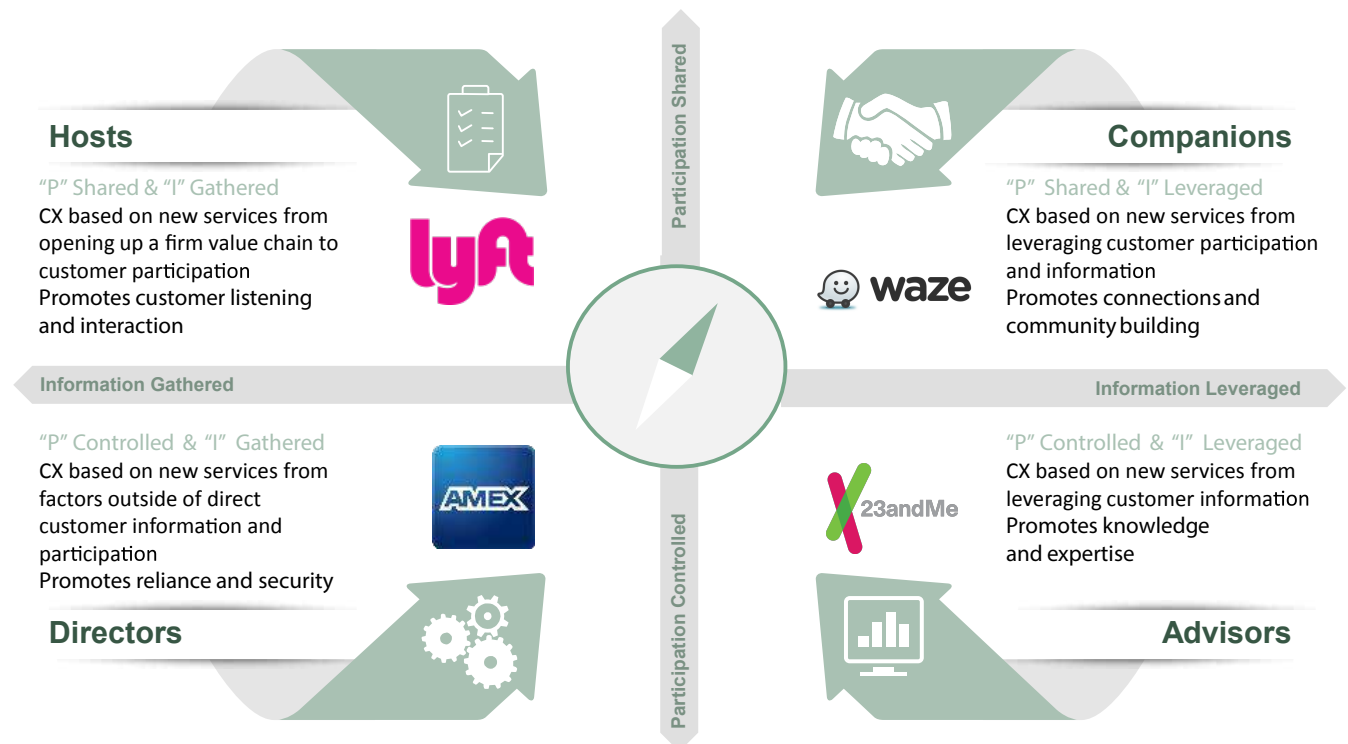 Participation Shared
Hosts
"P" Shared & "I" Gathered
CX based on new services from
opening up a firm value chain to
customer participation
Promotes customer listening
and interaction
lyft
Companions
"P" Shared & "I" Leveraged
CX based on new services from
leveraging customer participation
and information
Promotes connections and
community building
waze
Information Gathered
Information Leveraged
"P" Controlled & "I" Gathered
CX based on new services from
factors outside of direct
customer information and
participation
Promotes reliance and security
AMEX
Directors
"P" Controlled & "I" Leveraged
CX based on new services from
leveraging customer information
Promotes knowledge
and expertise
23andMe
Advisors
Participation Controlled